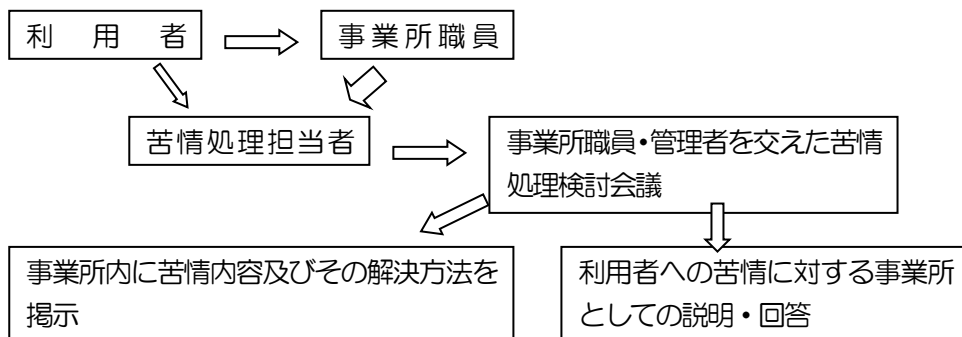 利　用　者
事業所職員
苦情処理担当者
事業所職員・管理者を交えた苦情
処理検討会議
事業所内に苦情内容及びその解決方法を
掲示
利用者への苦情に対する事業所
としての説明・回答